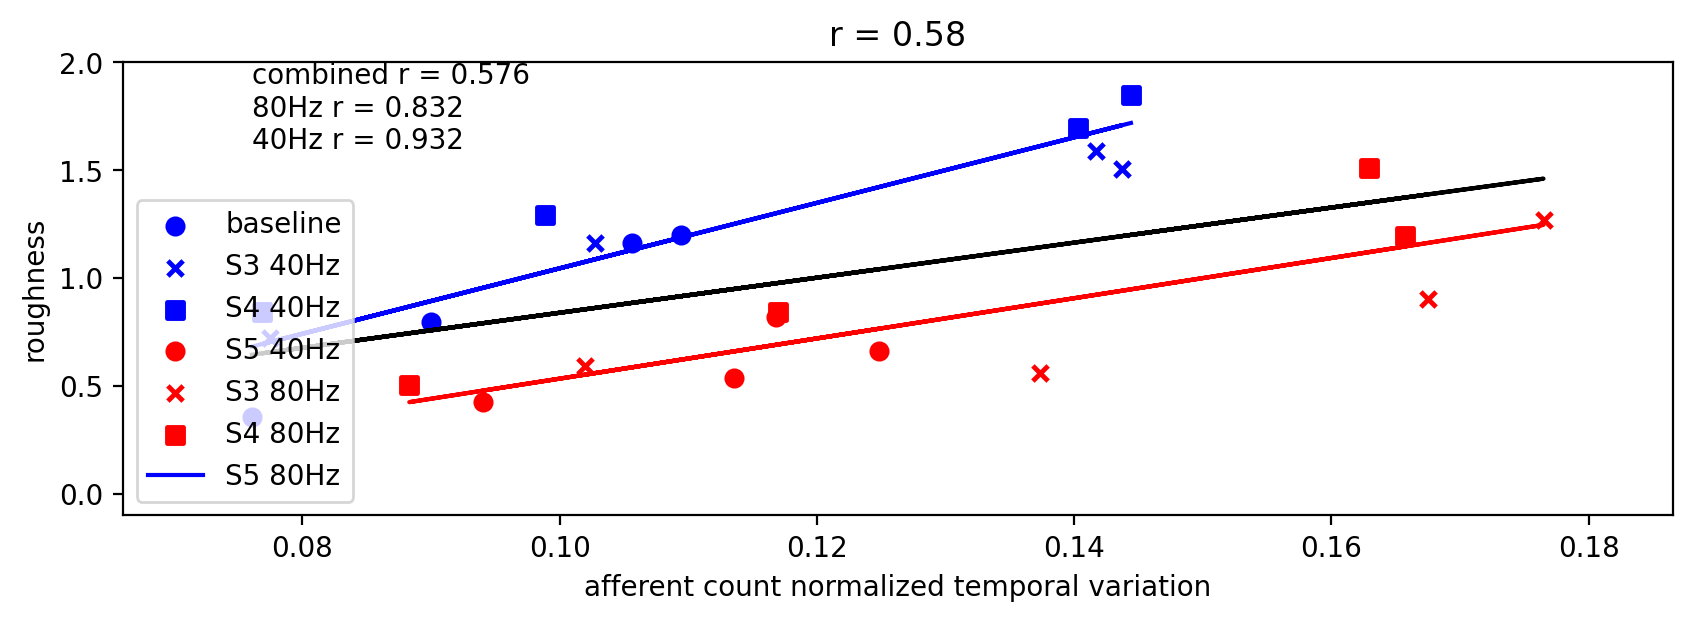 r = 0.58
combined r = 0.576
80Hz r = 0.832
40Hz r = 0.932
roughness
2.0
1.5
1.0
0.5
0.0
baseline
S3 40Hz
S4 40Hz
S5 40Hz
S3 80Hz
S4 80Hz
S5 80Hz
0.08 0.10 0.12 0.14 0.16 0.18
afferent count normalized temporal variation